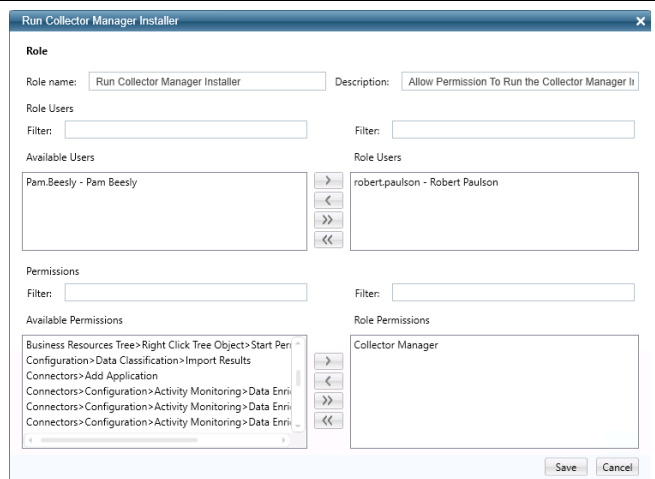 Run Collector Manager Installer
Role
Role name: Run Collector Manager Installer Description: Allow Permission To Run the Collector Manager Ir
Role Users
Filter: Filter:
Available Users Role Users
Pam.Beesly - Pam Beesly robert.paulson - Robert Paulson
Permissions
Filter: Filter:
Available Permissions Role Permissions
Business Resources Tree>Right Click Tree Object>Start Peri Collector Manager
Configuration>Data Classification>Import Results
Connectors>Add Application
Connectors>Configuration>Activity Monitoring>Data Enri
Connectors>Configuration>Activity Monitoring>Data Enri
Connectors>Configuration>Activity Monitoring>Data Enri
Save Cancel